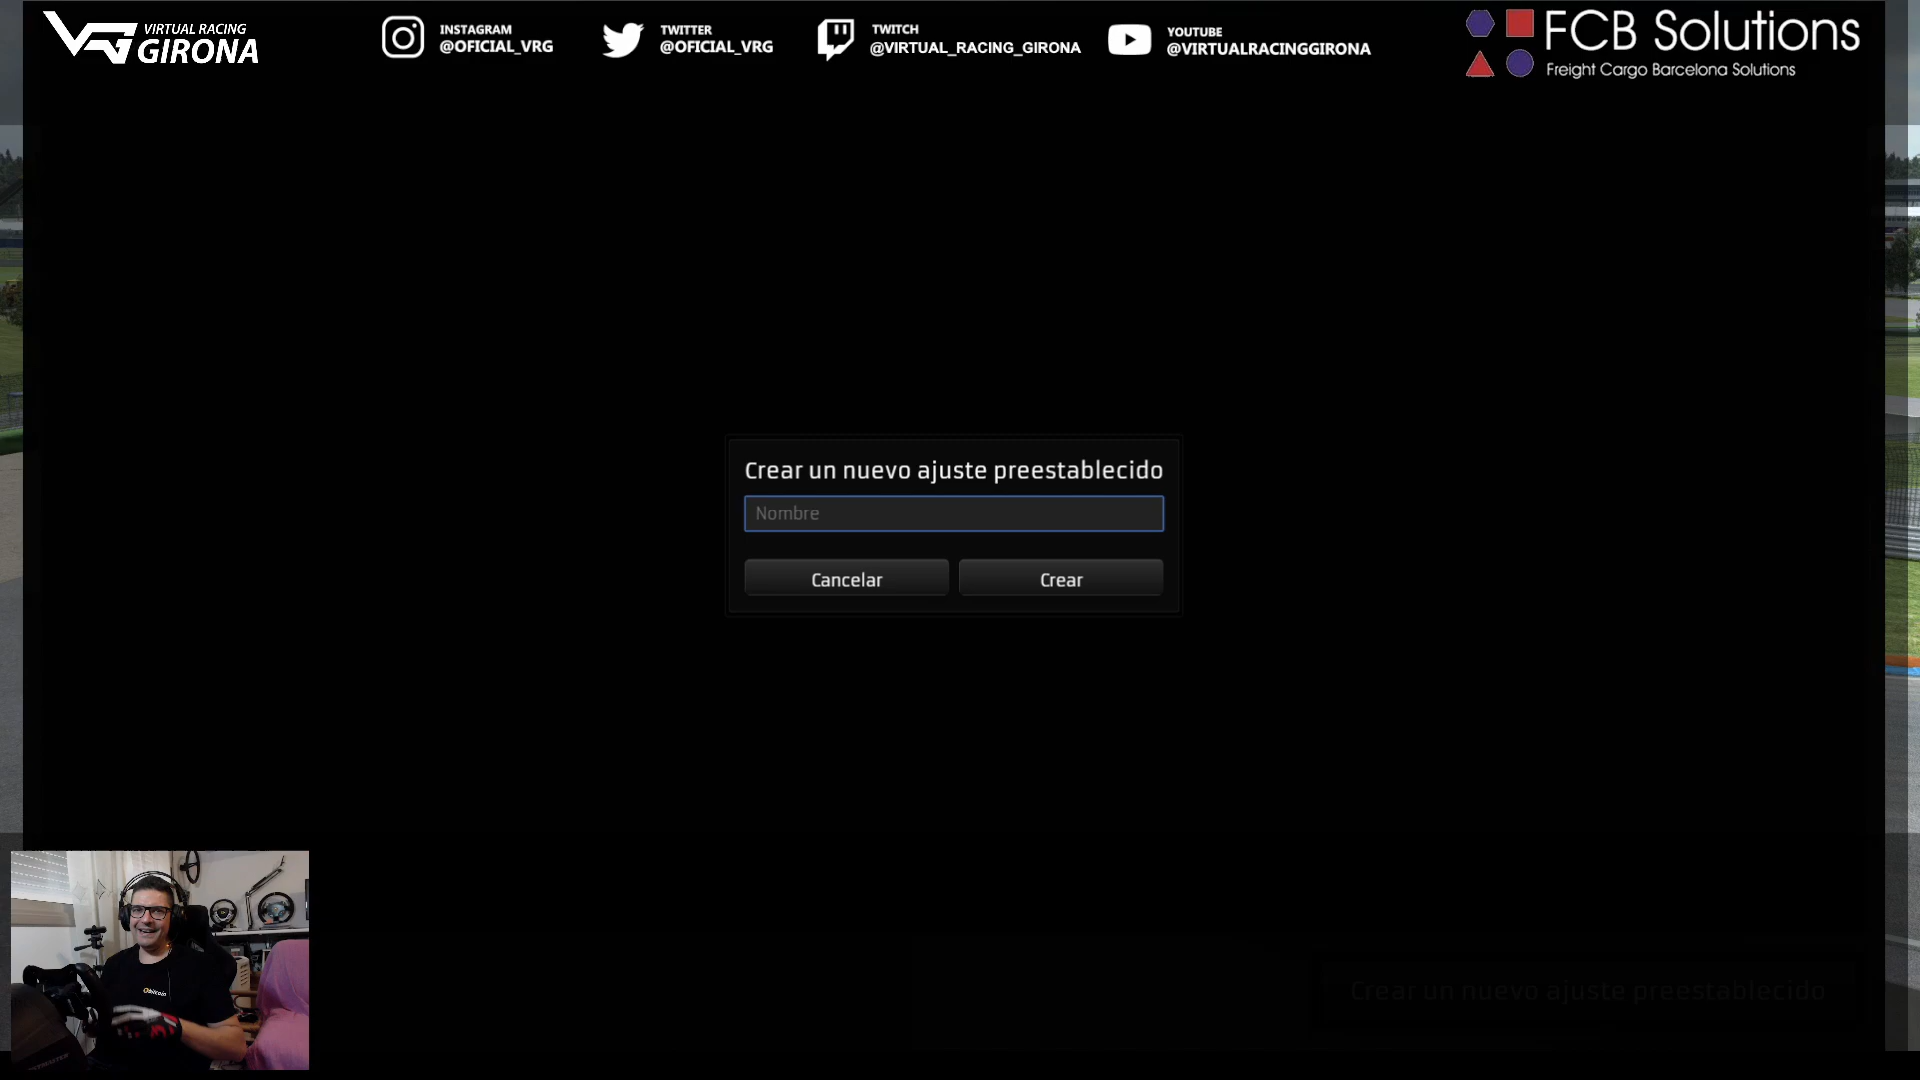 VIRTUAL RACING
GIRONA
INSTAGRAM
@OFICIAL_VRG
TWITTER
@OFICIAL_VRG
TWITCH
@VIRTUAL_RACING_GIRONA
YOUTUBE
@VIRTUALRACINGGIRONA
FCB Solutions
Freight Cargo Barcelona Solutions
Crear un nuevo ajuste preestablecido
Nombre
Cancelar
Crear
bitcoin
Crear un nuevo ajuste preestablecido